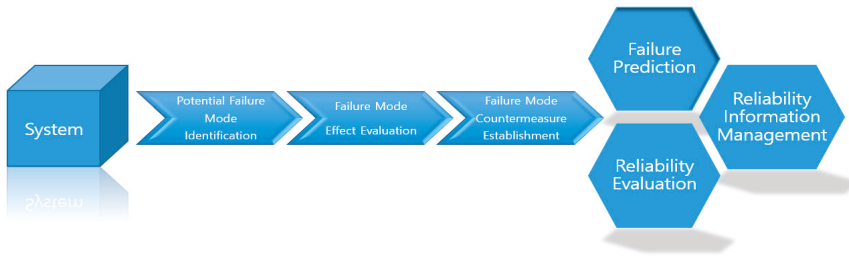 System
Potential Failure
Mode
Identification
Failure Mode
Effect Evaluation
Failure Mode
Countermeasure
Establishment
Failure
Prediction
Reliability
Information
Management
Reliability
Evaluation
System